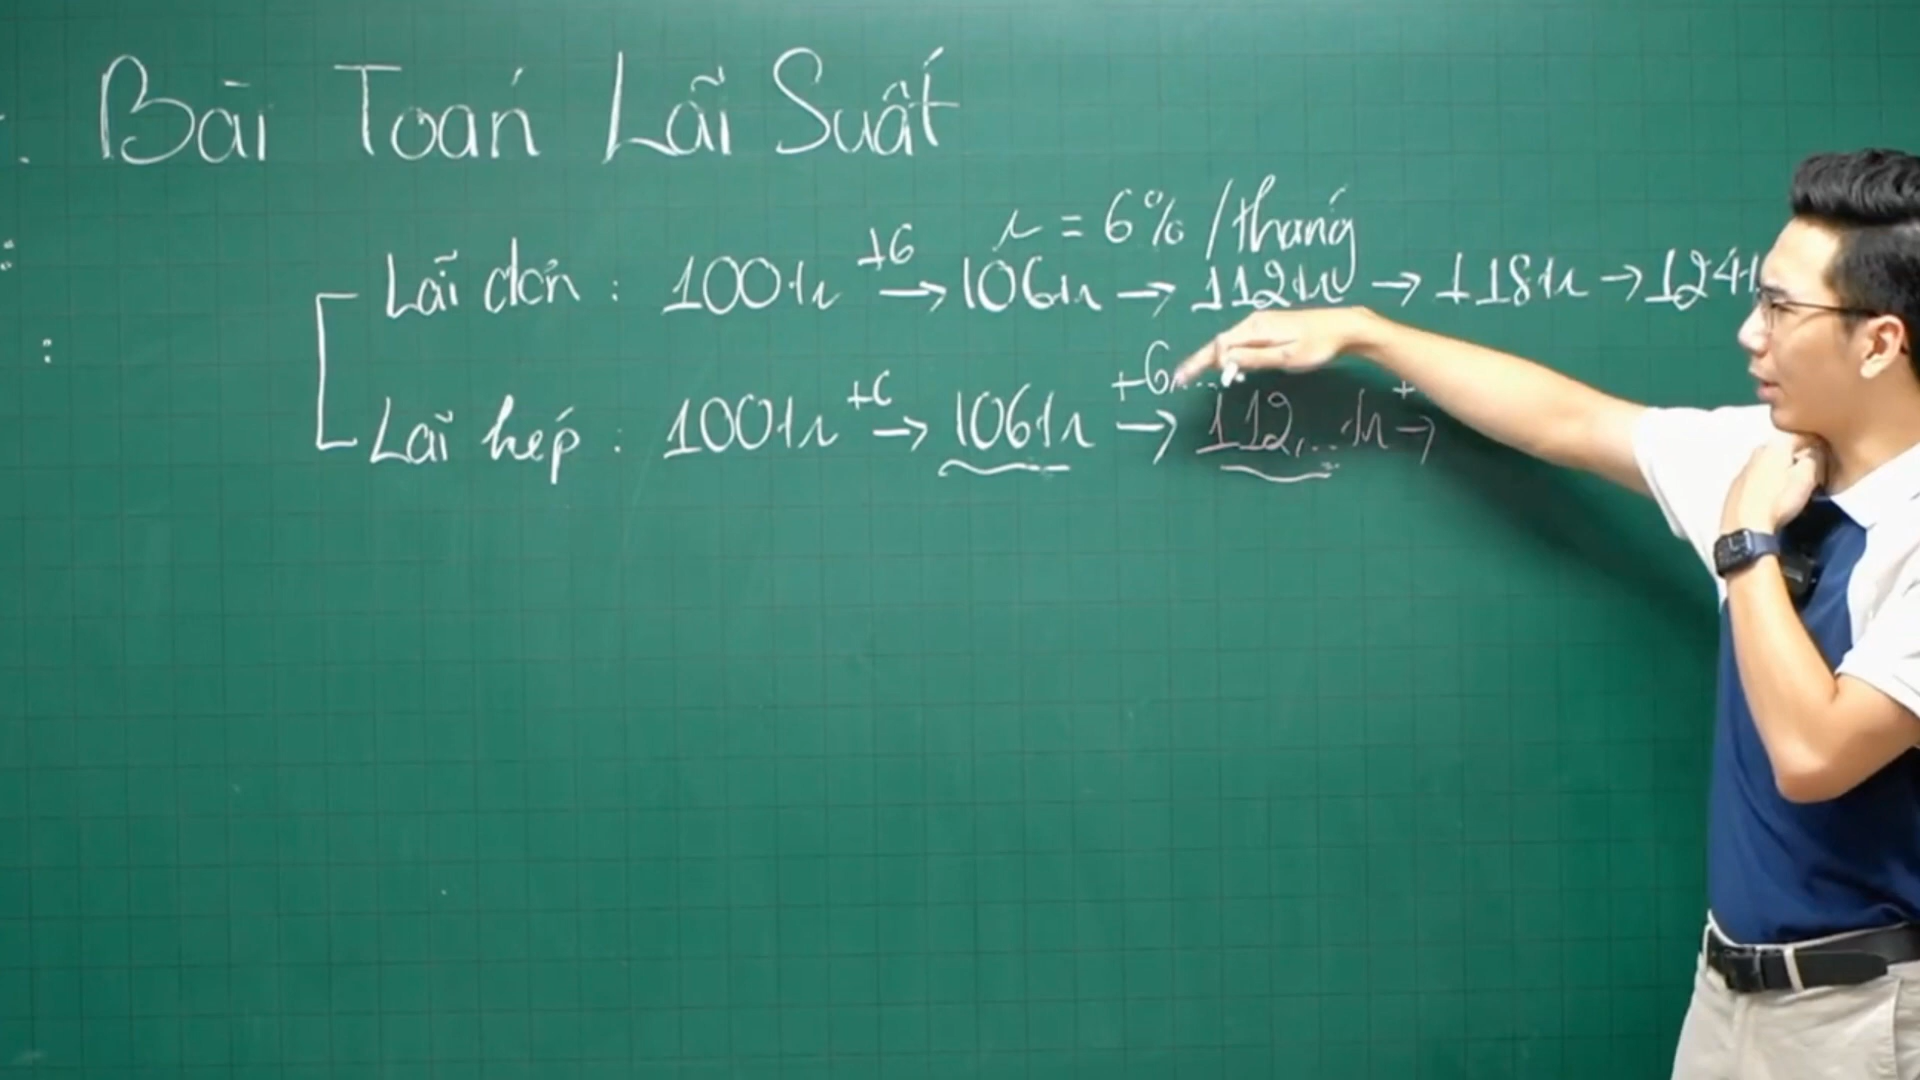 . Bài Toán Lãi Suất
r = 6% /tháng
Lãi đơn : 100tr +6 → 106tr → 112tr → 118tr → 124t
Lãi kép : 100tr +6 → 106tr +6,... → 112,... tr + →